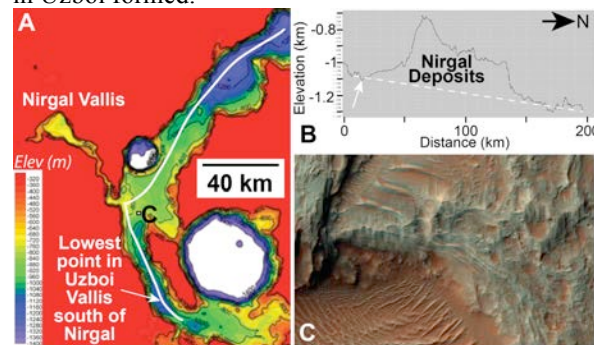 in Uzboi formed.
A
Nirgal Vallis
Elev (m)
40 km
C
Lowest
point in
Uzboi
Vallis
south of
Nirgal
Elevation (km)
-0.8
-1
-1.2
N
Nirgal
Deposits
0
100
200
B
Distance (km)
C